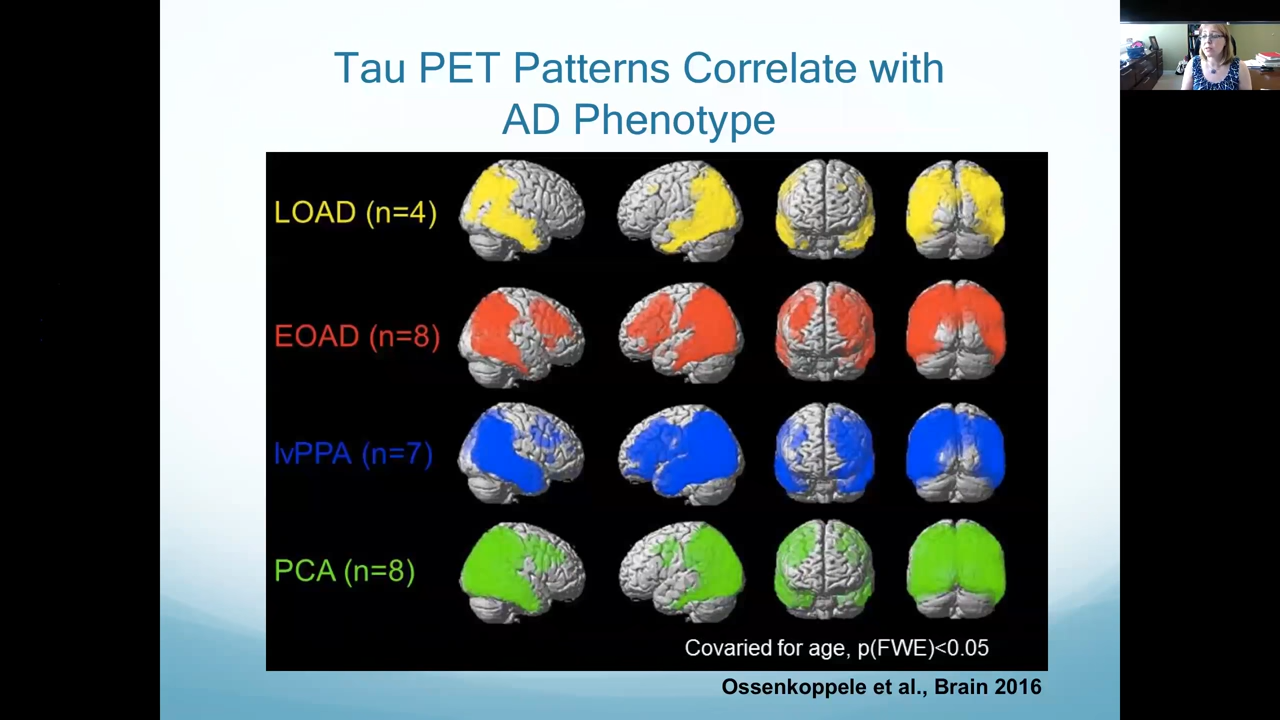 Tau PET Patterns Correlate with
AD Phenotype
LOAD (n=4)
EOAD (n=8)
lvPPA (n=7)
PCA (n=8)
Covaried for age, p(FWE)<0.05
Ossenkoppele et al., Brain 2016